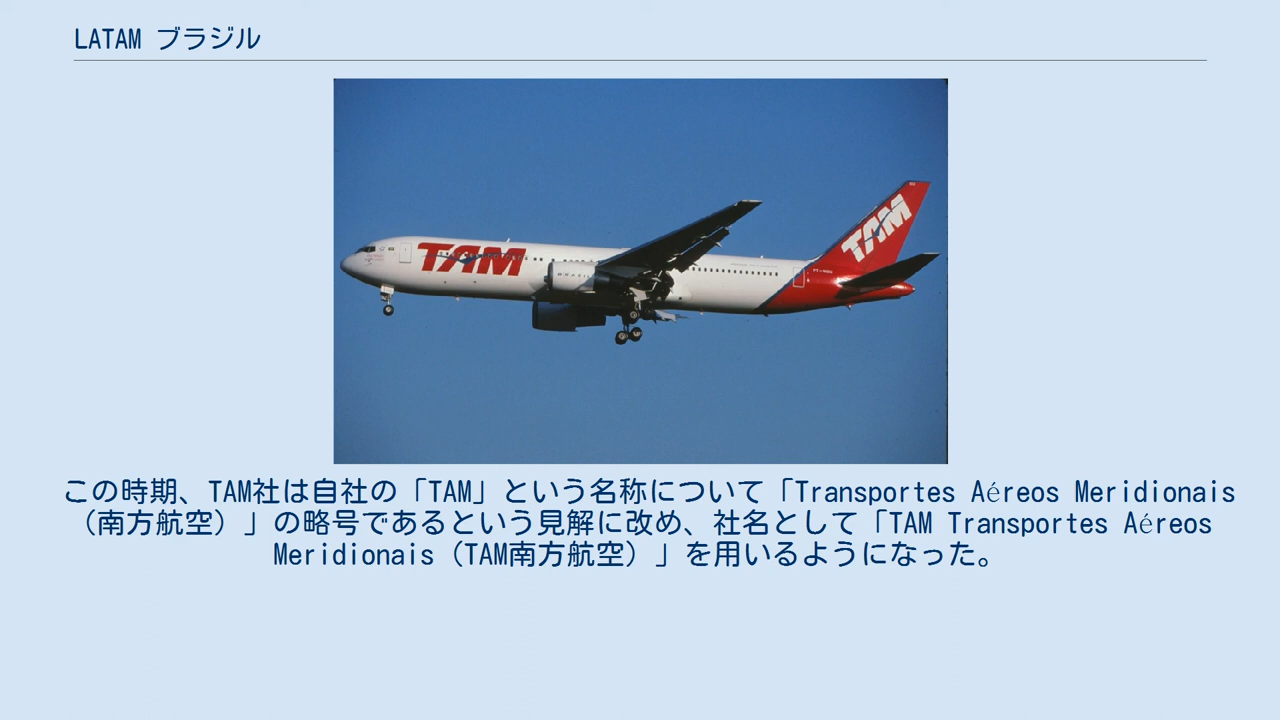 LATAM ブラジル
TAM
TAM
この時期、TAM社は自社の「TAM」という名称について「Transportes Aéreos Meridionais
（南方航空）」の略号であるという見解に改め、社名として「TAM Transportes Aéreos
Meridionais（TAM南方航空）」を用いるようになった。